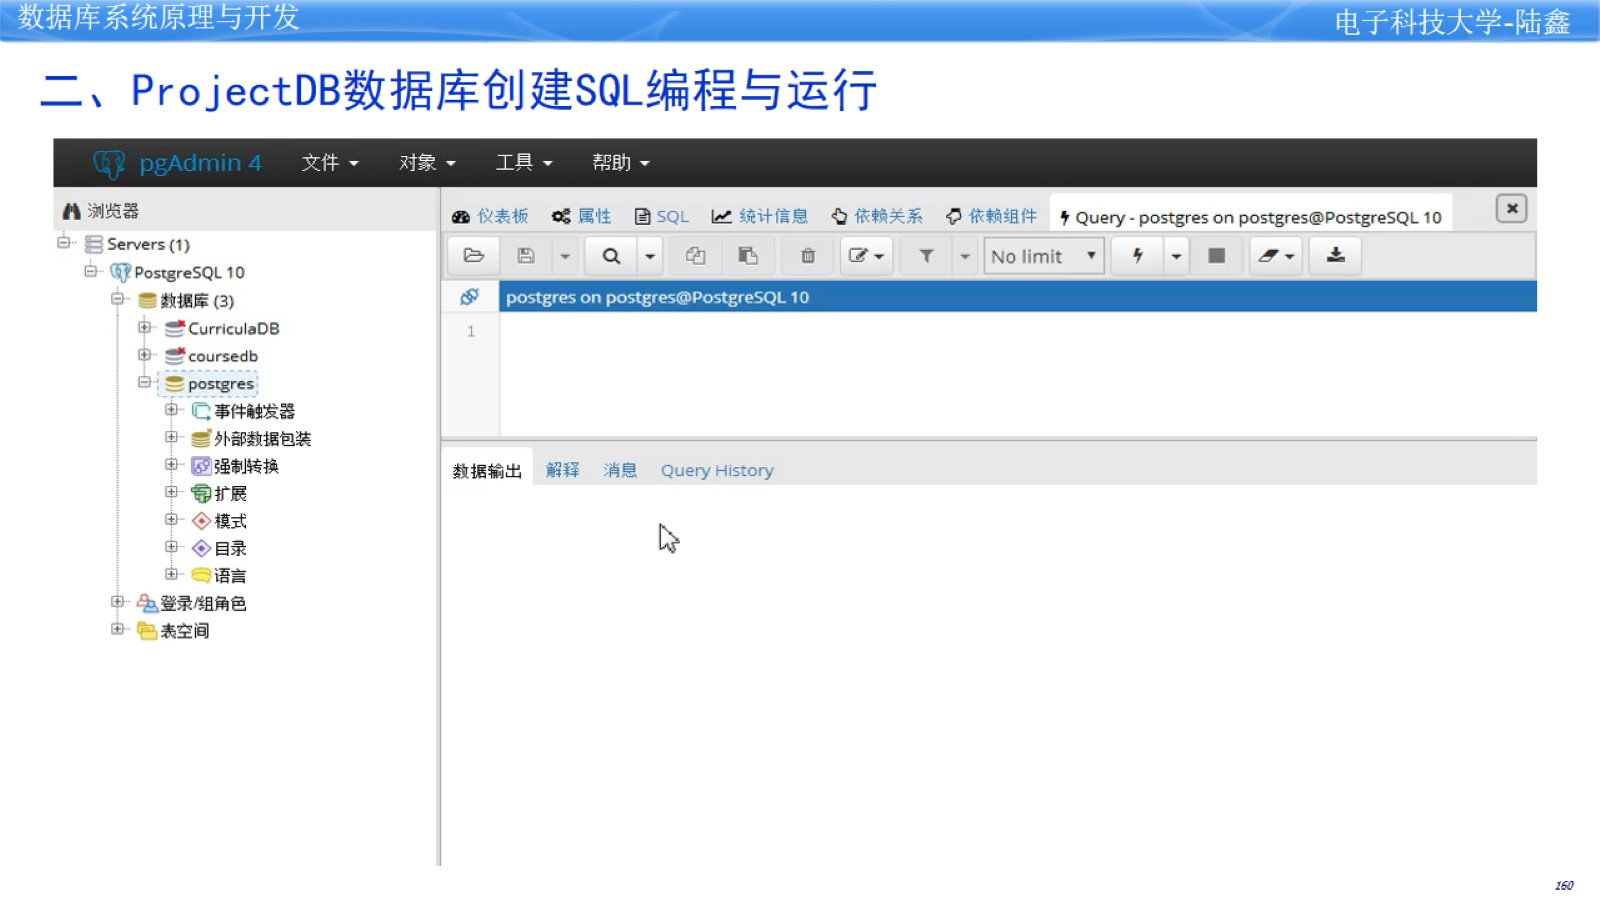 数据库系统原理与开发
电子科技大学-陆鑫
二、ProjectDB数据库创建SQL编程与运行
pgAdmin 4 文件 对象 工具 帮助
浏览器
仪表板 属性 SQL 统计信息 依赖关系 依赖组件 Query - postgres on postgres@PostgreSQL 10
No limit
postgres on postgres@PostgreSQL 10
1
Servers (1)
PostgreSQL 10
数据库 (3)
CurriculaDB
coursedb
postgres
事件触发器
外部数据包装
强制转换
扩展
模式
目录
语言
登录/组角色
表空间
数据输出 解释 消息 Query History
160